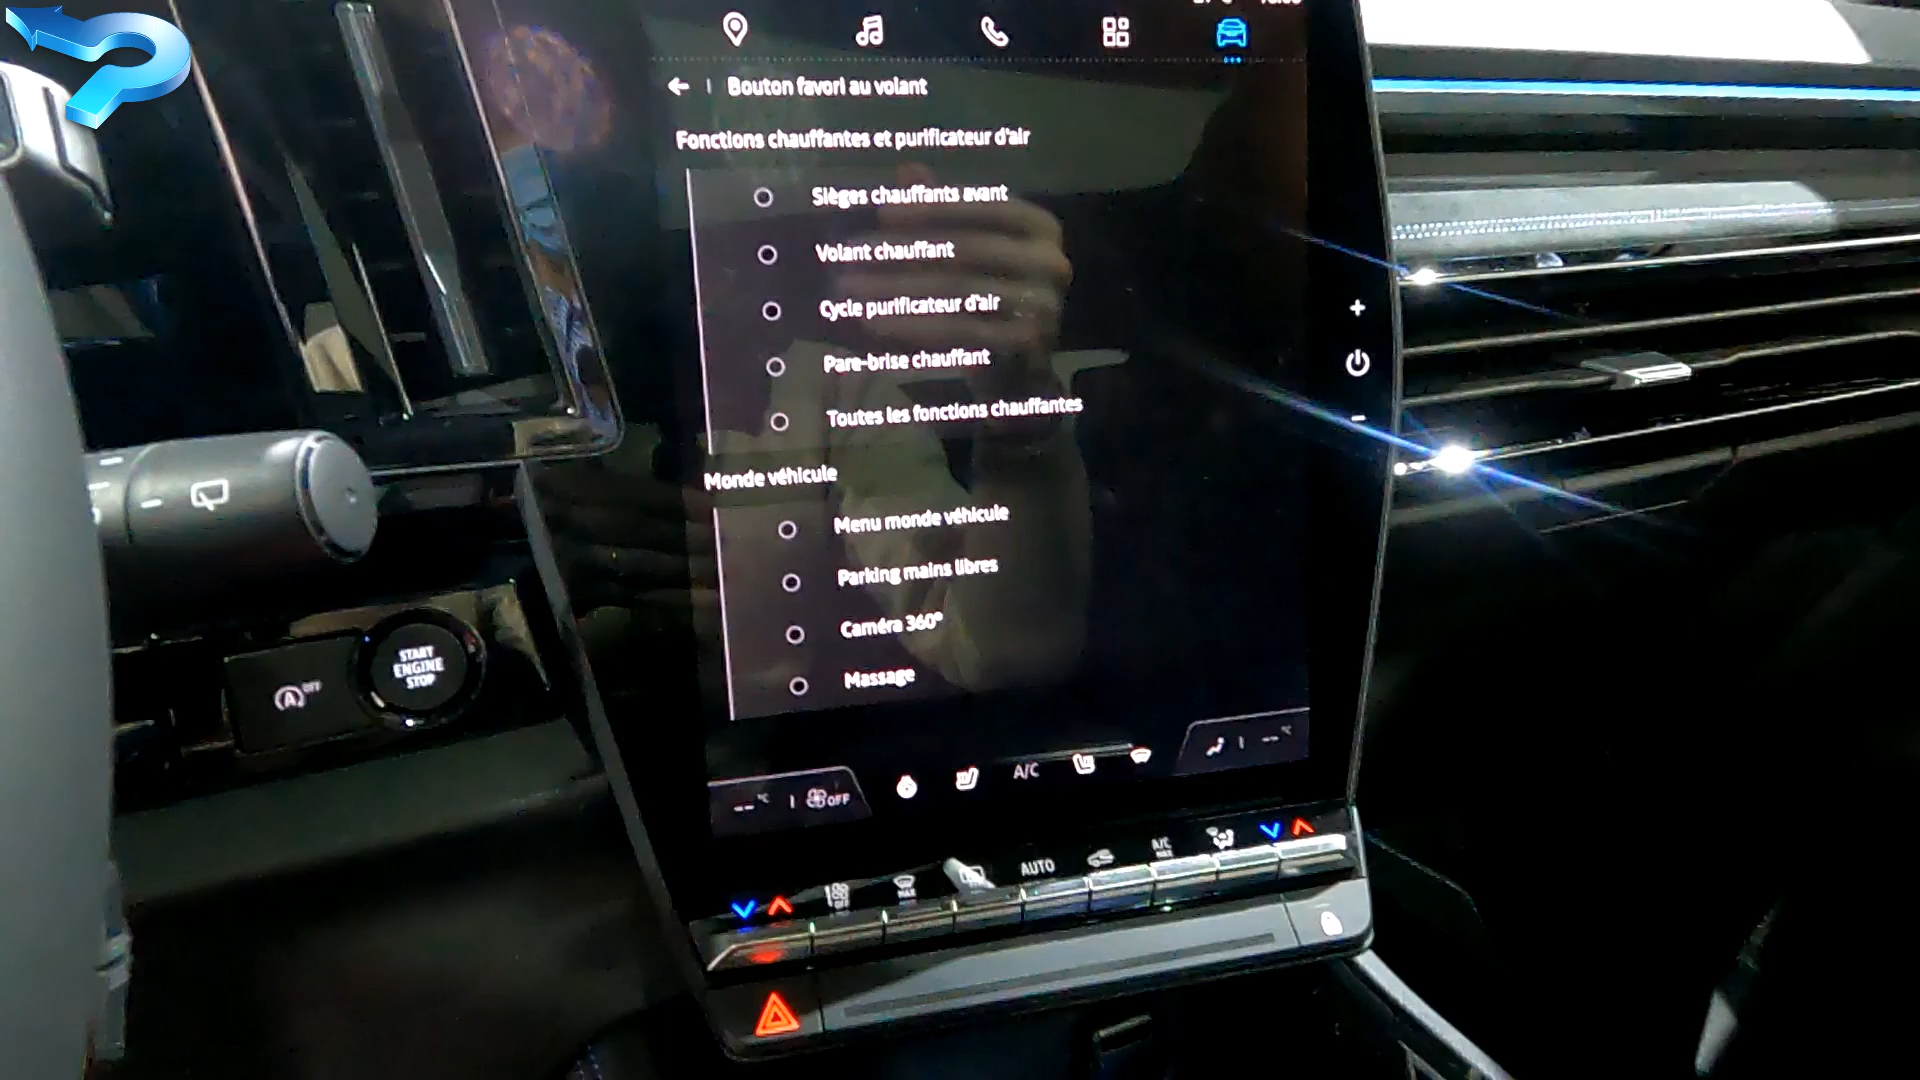 Bouton favori au volant
Fonctions chauffantes et purificateur d'air
Sièges chauffants avant
Volant chauffant
Cycle purificateur d'air
Pare-brise chauffant
Toutes les fonctions chauffantes
Monde véhicule
Menu monde véhicule
Parking mains libres
Caméra 360°
Massage
START
ENGINE
STOP
A OFF
-- °C
OFF
A/C
-- °C
MAX
AUTO
A/C
MAX